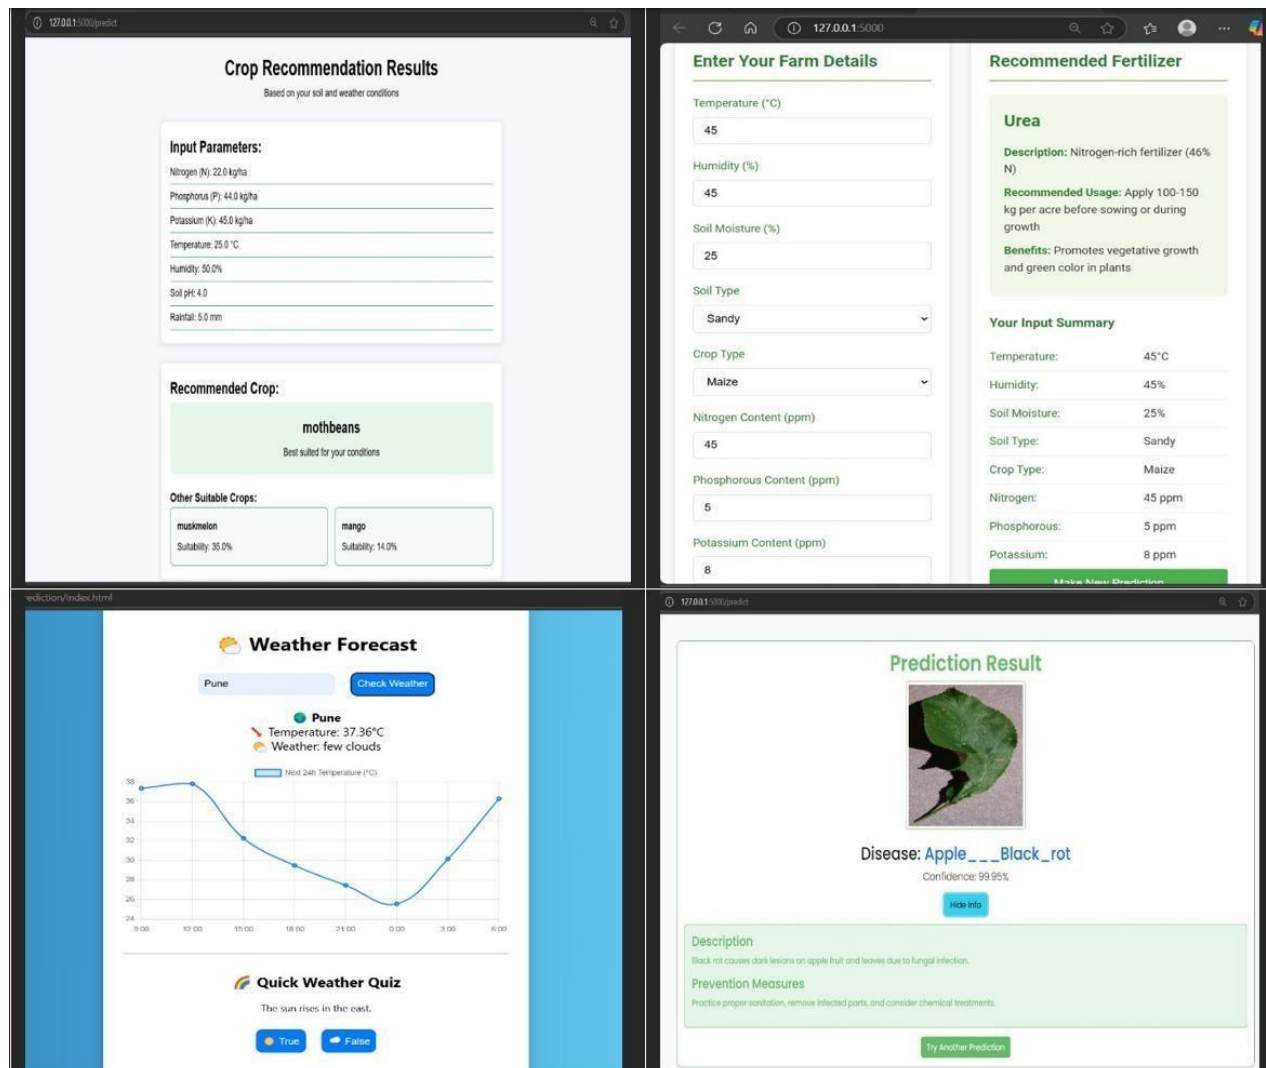 127.0.0.1:5000/predict
Crop Recommendation Results
Based on your soil and weather conditions
Input Parameters:
Nitrogen (N): 22.0 kg/ha
Phosphorus (P): 44.0 kg/ha
Potassium (K): 45.0 kg/ha
Temperature: 25.0 °C
Humidity: 50.0%
Soil pH: 4.0
Rainfall: 5.0 mm
Recommended Crop:
mothbeans
Best suited for your conditions
Other Suitable Crops:
muskmelon
Suitability: 35.0%
mango
Suitability: 14.0%
127.0.0.1:5000
Enter Your Farm Details
Temperature (°C)
45
Humidity (%)
45
Soil Moisture (%)
25
Soil Type
Sandy
Crop Type
Maize
Nitrogen Content (ppm)
45
Phosphorous Content (ppm)
5
Potassium Content (ppm)
8
Recommended Fertilizer
Urea
Description: Nitrogen-rich fertilizer (46%
N)
Recommended Usage: Apply 100-150
kg per acre before sowing or during
growth
Benefits: Promotes vegetative growth
and green color in plants
Your Input Summary
Temperature: 45°C
Humidity: 45%
Soil Moisture: 25%
Soil Type: Sandy
Crop Type: Maize
Nitrogen: 45 ppm
Phosphorous: 5 ppm
Potassium: 8 ppm
Make New Prediction
ediction/index.html
Weather Forecast
Pune
Check Weather
Pune
Temperature: 37.36°C
Weather: few clouds
Next 24h Temperature (°C)
38
36
34
32
30
28
26
24
9:00 12:00 15:00 18:00 21:00 0:00 3:00 6:00
Quick Weather Quiz
The sun rises in the east.
True
False
127.0.0.1:5000/predict
Prediction Result
Disease: Apple___Black_rot
Confidence: 99.95%
Hide Info
Description
Black rot causes dark lesions on apple fruit and leaves due to fungal infection.
Prevention Measures
Practice proper sanitation, remove infected parts, and consider chemical treatments.
Try Another Prediction